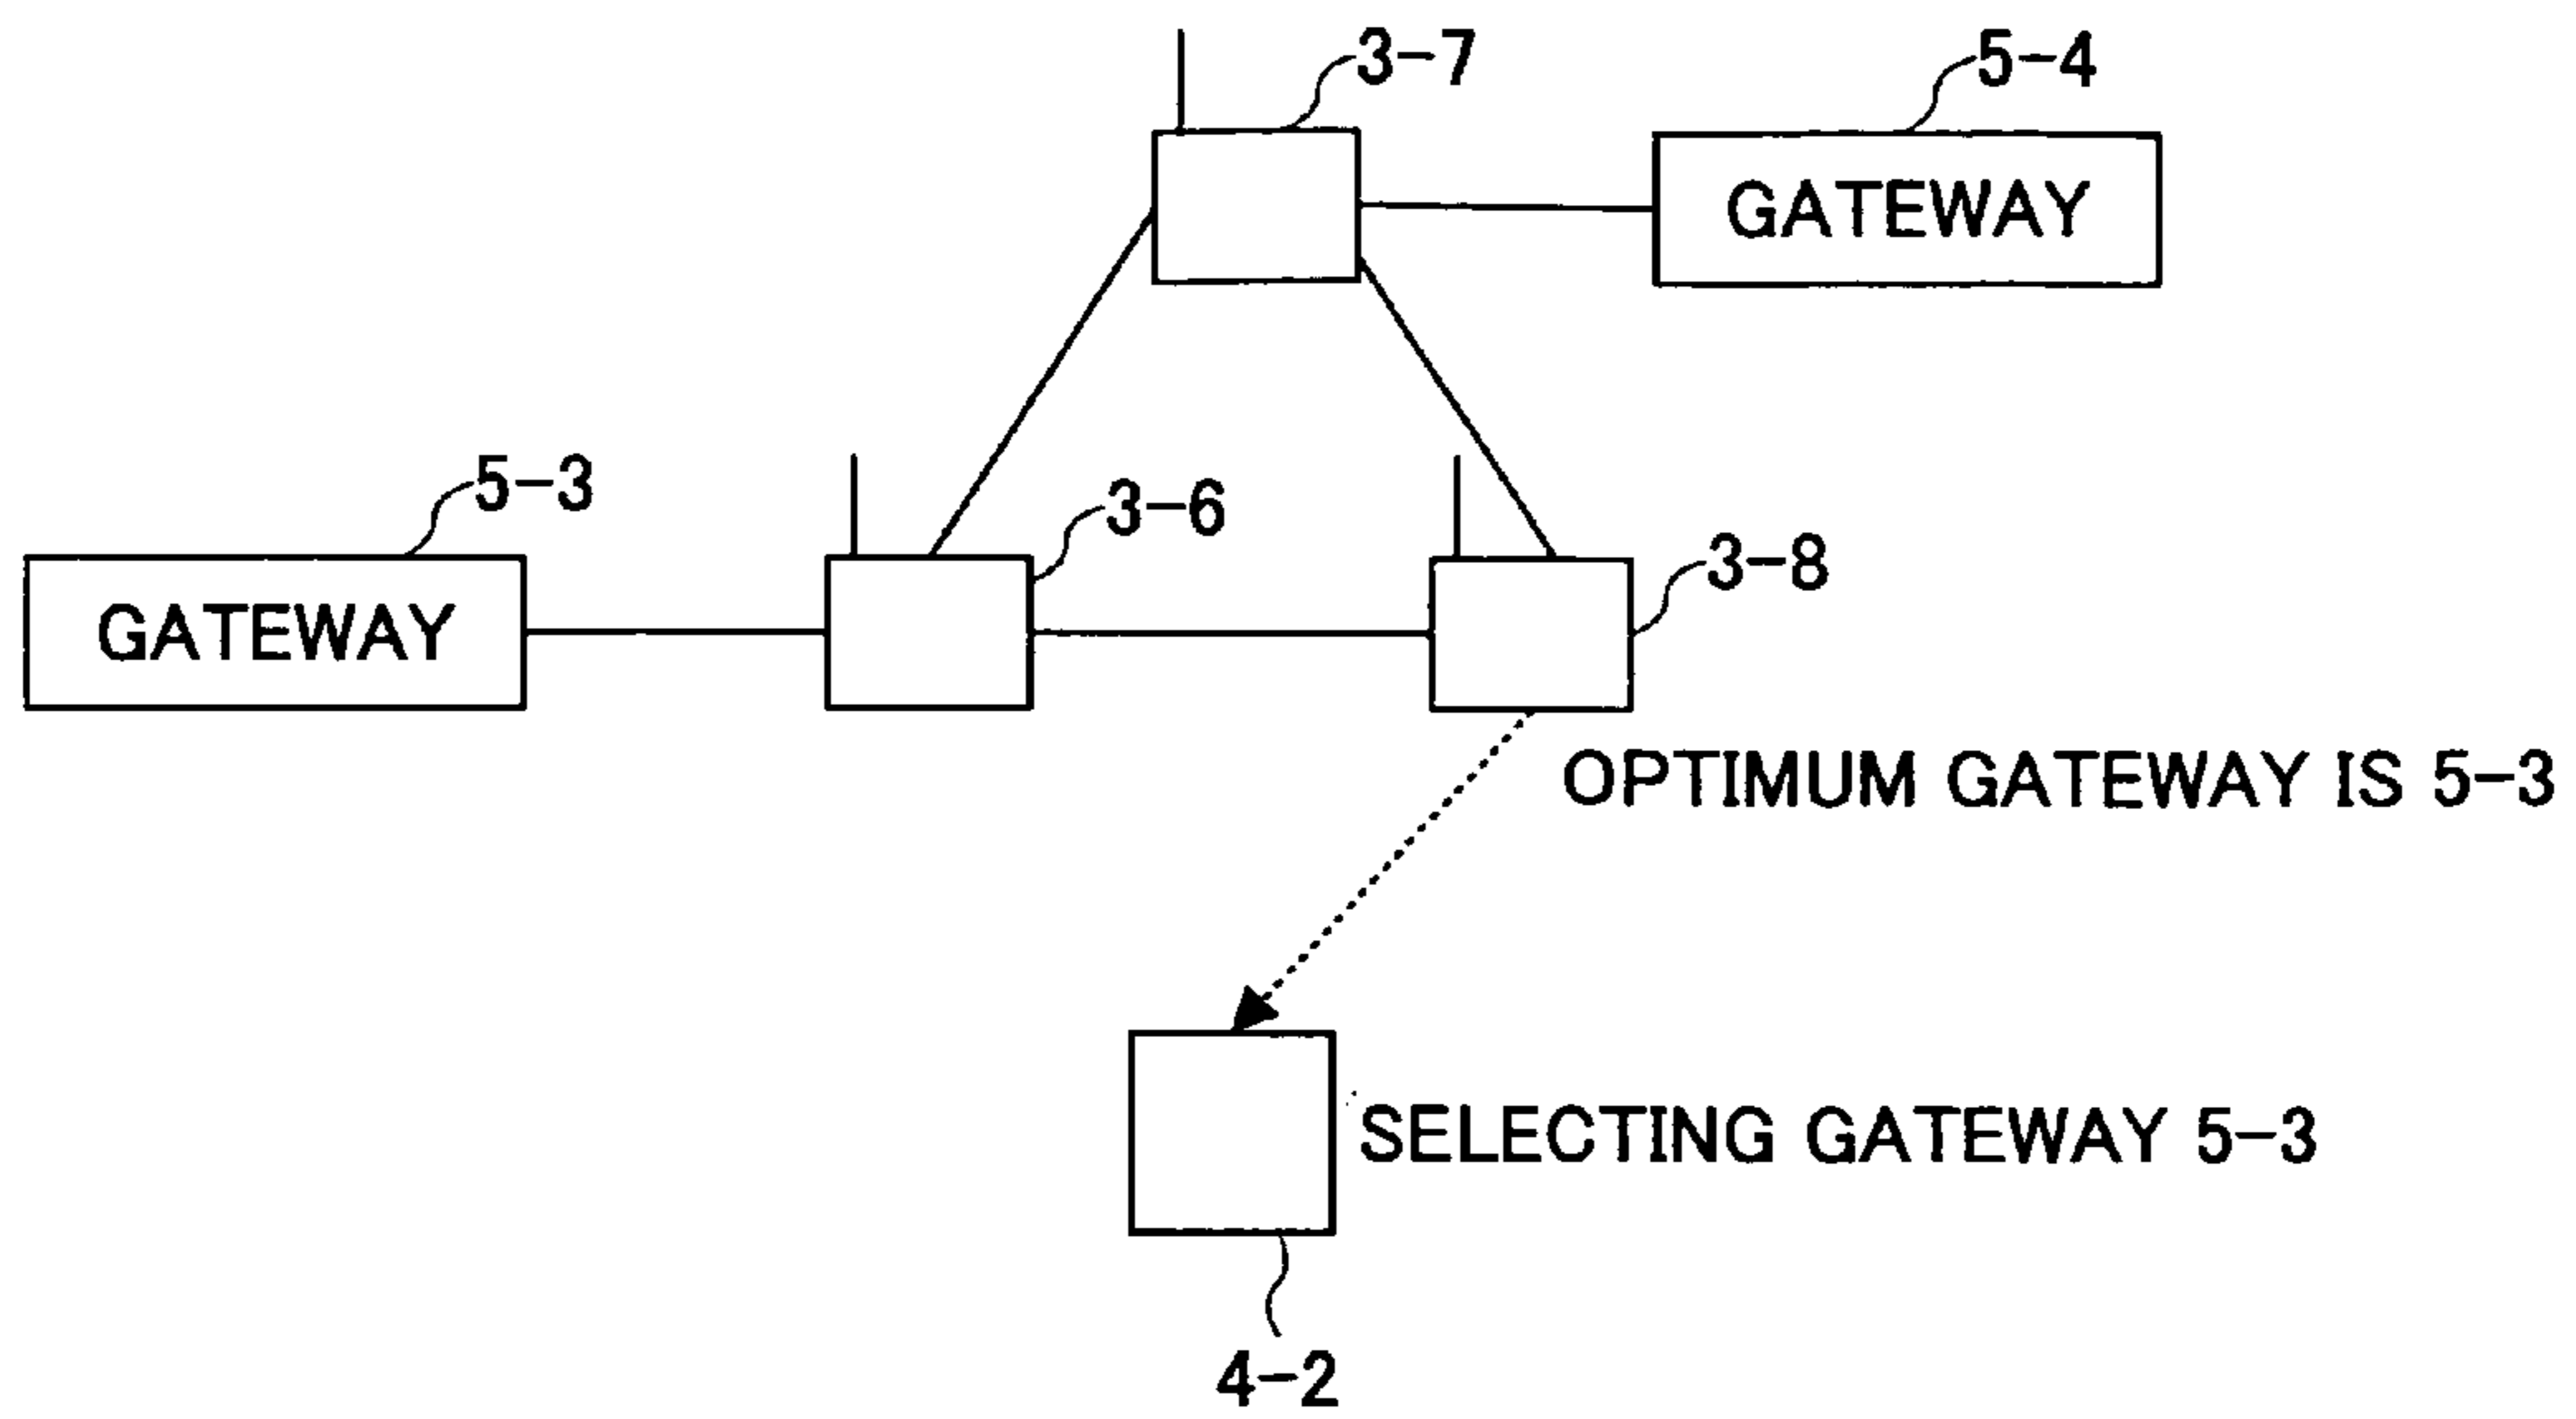 3-7
5-4
GATEWAY
5-3
3-6
3-8
GATEWAY
OPTIMUM GATEWAY IS 5-3
SELECTING GATEWAY 5-3
4-2